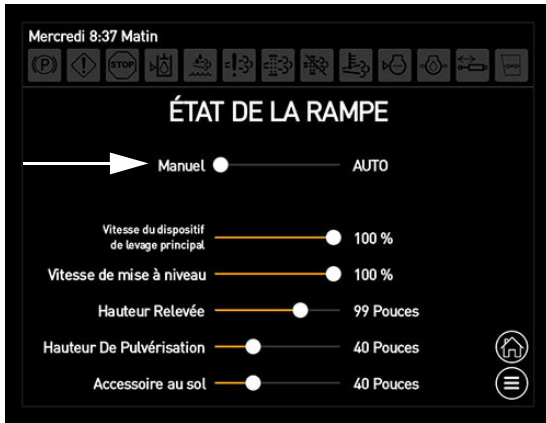 Mercredi 8:37 Matin
STOP
ÉTAT DE LA RAMPE
Manuel AUTO
Vitesse du dispositif
de levage principal 100 %
Vitesse de mise à niveau 100 %
Hauteur Relevée 99 Pouces
Hauteur De Pulvérisation 40 Pouces
Accessoire au sol 40 Pouces